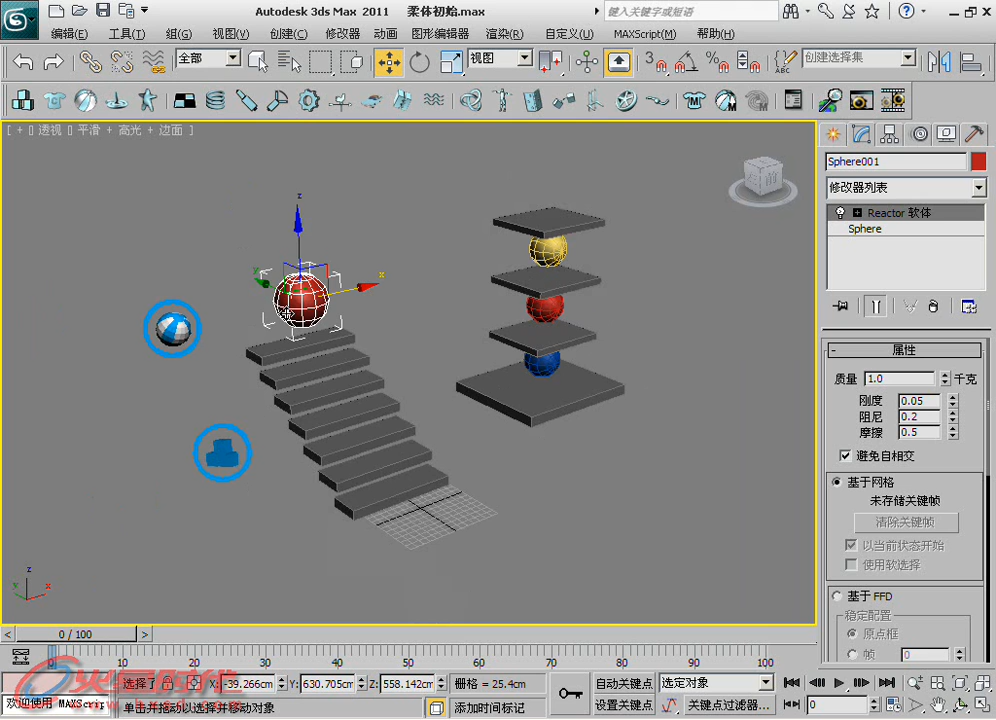 Autodesk 3ds Max 2011 柔体初始.max
键入关键字或短语
编辑(E) 工具(T) 组(G) 视图(V) 创建(C) 修改器 动画 图形编辑器 渲染(R) 自定义(U) MAXScript(M) 帮助(H)
全部
视图
3
%
ABC
创建选择集
[ + [] 透视 [] 平滑 + 高光 + 边面 ]
z
x
y
前
z
x
y
Sphere001
修改器列表
Reactor 软体
Sphere
- 属性
质量 1.0 千克
刚度 0.05
阻尼 0.2
摩擦 0.5
避免自相交
基于网格
未存储关键帧
清除关键帧
以当前状态开始
使用软选择
基于 FFD
稳定配置
原点框
帧 0
< 0 / 100 >
0 10 20 30 40 50 60 70 80 90 100
选择了
X: -39.266cm Y: 630.705cm Z: 558.142cm
栅格 = 25.4cm
自动关键点 选定对象
欢迎使用 MAXScrip
单击并拖动以选择并移动对象
添加时间标记
设置关键点 关键点过滤器...
0